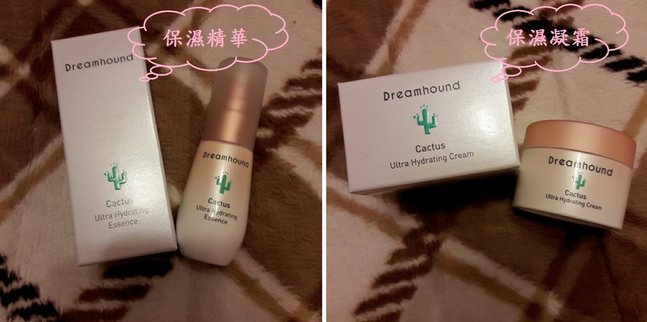 保濕精華
Dreamhound
Cactus
Ultra Hydrating
Essence
Dreamhound
Cactus
Ultra Hydrating
Essence
保濕凝霜
Dreamhound
Cactus
Ultra Hydrating Cream
Dreamhound
Cactus
Ultra Hydrating Cream